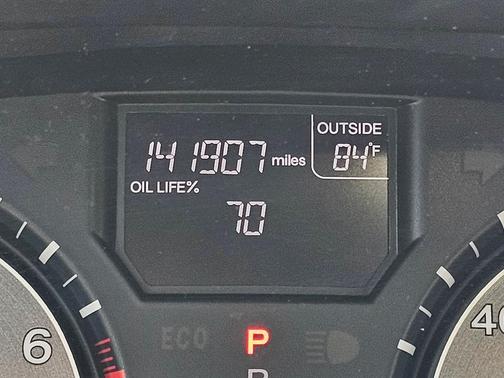 OUTSIDE
141907 miles 84°F
OIL LIFE%
70
6
40
ECO
P